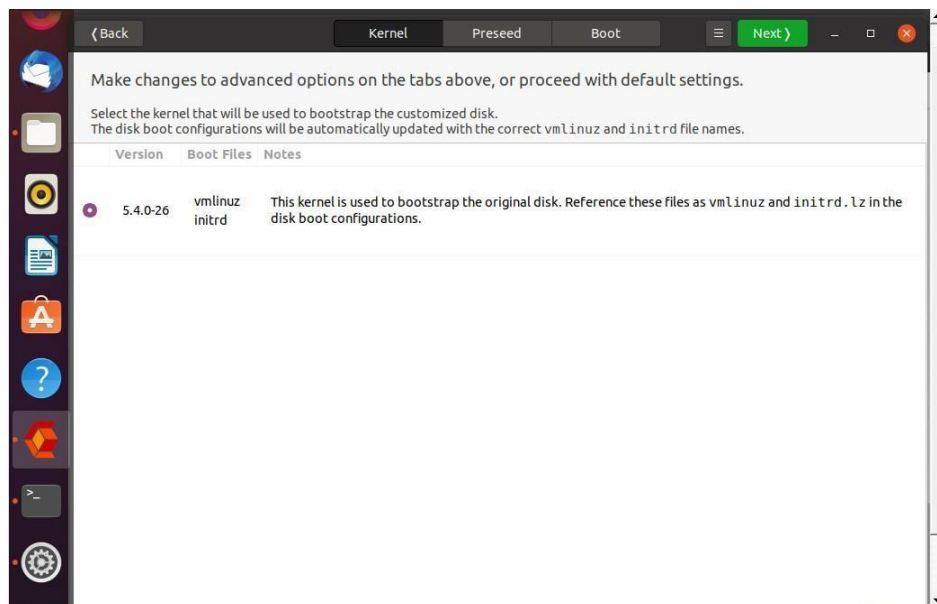 ❬ Back
Kernel
Preseed
Boot
Next ❭
Make changes to advanced options on the tabs above, or proceed with default settings.
Select the kernel that will be used to bootstrap the customized disk.
The disk boot configurations will be automatically updated with the correct vmlinuz and initrd file names.
Version Boot Files Notes
5.4.0-26
vmlinuz
initrd
This kernel is used to bootstrap the original disk. Reference these files as vmlinuz and initrd.lz in the
disk boot configurations.